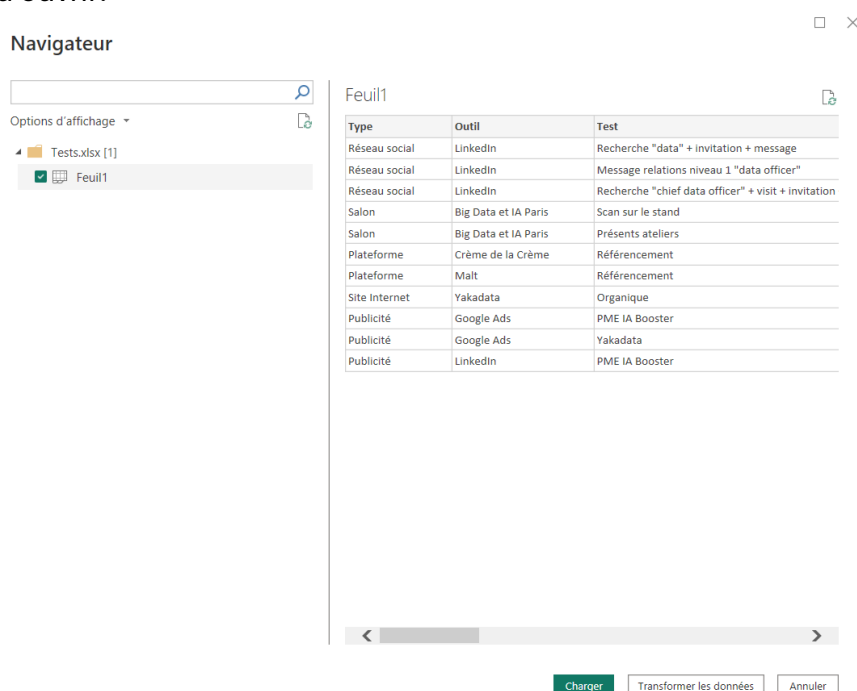 Navigateur
Options d'affichage
Tests.xlsx [1]
Feuil1
Feuil1
Type Outil Test
Réseau social LinkedIn Recherche "data" + invitation + message
Réseau social LinkedIn Message relations niveau 1 "data officer"
Réseau social LinkedIn Recherche "chief data officer" + visit + invitation
Salon Big Data et IA Paris Scan sur le stand
Salon Big Data et IA Paris Présents ateliers
Plateforme Crème de la Crème Référencement
Plateforme Malt Référencement
Site Internet Yakadata Organique
Publicité Google Ads PME IA Booster
Publicité Google Ads Yakadata
Publicité LinkedIn PME IA Booster
Charger Transformer les données Annuler